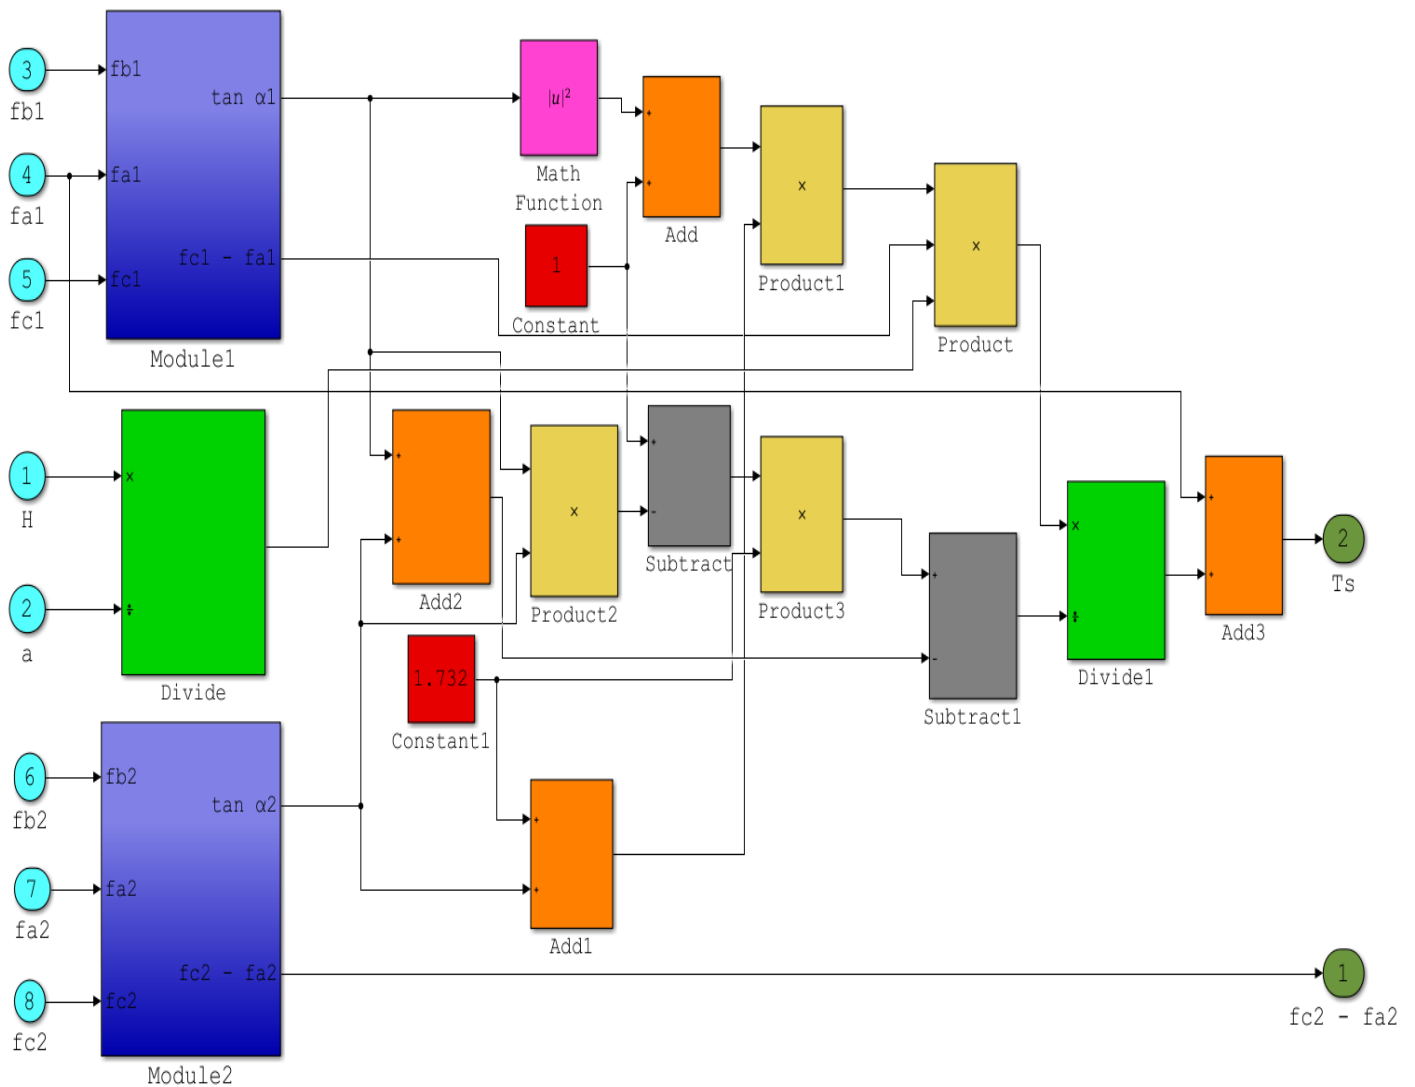 3
fb1
fb1
tan α1
4
fa1
fa1
5
fc1
fc1
fc1 - fa1
Module1
|u|²
Math
Function
1
Constant
+
+
Add
×
Product1
×
Product
1
H
×
2
a
÷
Divide
+
+
Add2
×
Product2
+
-
Subtract
×
Product3
+
-
Subtract1
×
÷
Divide1
+
+
Add3
2
Ts
1.732
Constant1
6
fb2
fb2
tan α2
7
fa2
fa2
8
fc2
fc2
fc2 - fa2
Module2
+
+
Add1
1
fc2 - fa2